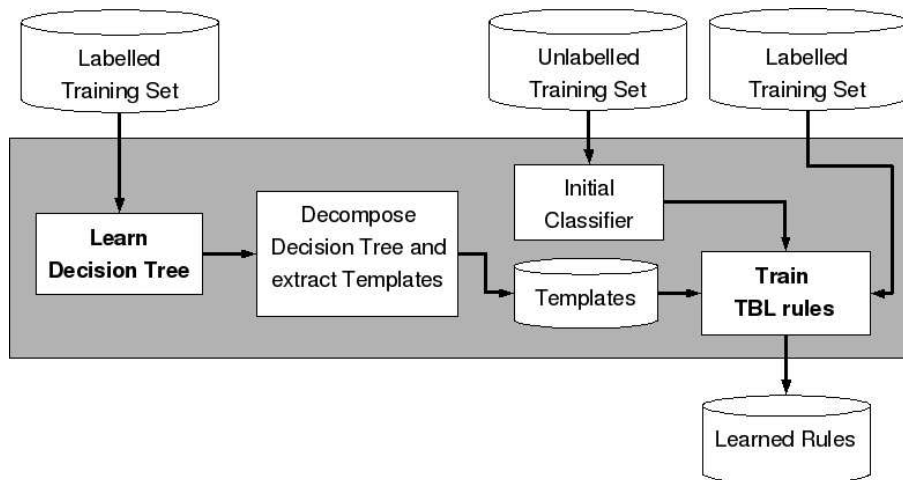 Labelled
Training Set
Unlabelled
Training Set
Labelled
Training Set
Learn
Decision Tree
Decompose
Decision Tree and
extract Templates
Initial
Classifier
Templates
Train
TBL rules
Learned Rules